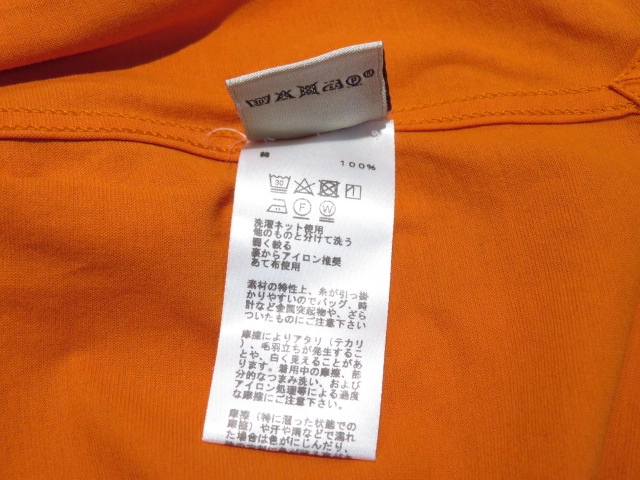 綿 100%
30
F W
洗濯ネット使用
他のものと分けて洗う
弱く絞る
裏からアイロン推奨
あて布使用
素材の特性上、糸が引っ掛
かりやすいのでバッグ、時
計など金属突起物や、ざら
ついたものにご注意下さい
摩擦によりアタリ(テカリ
)、毛羽立ちが発生するこ
とや、白く見えることがあ
ります。着用中の摩擦、部
分的なつまみ洗い、および
アイロン処理等による過度
な摩擦にご注意下さい。
摩擦(特に湿った状態での
摩擦)や汗や雨などで濡れ
た場合は色がにじんだり、